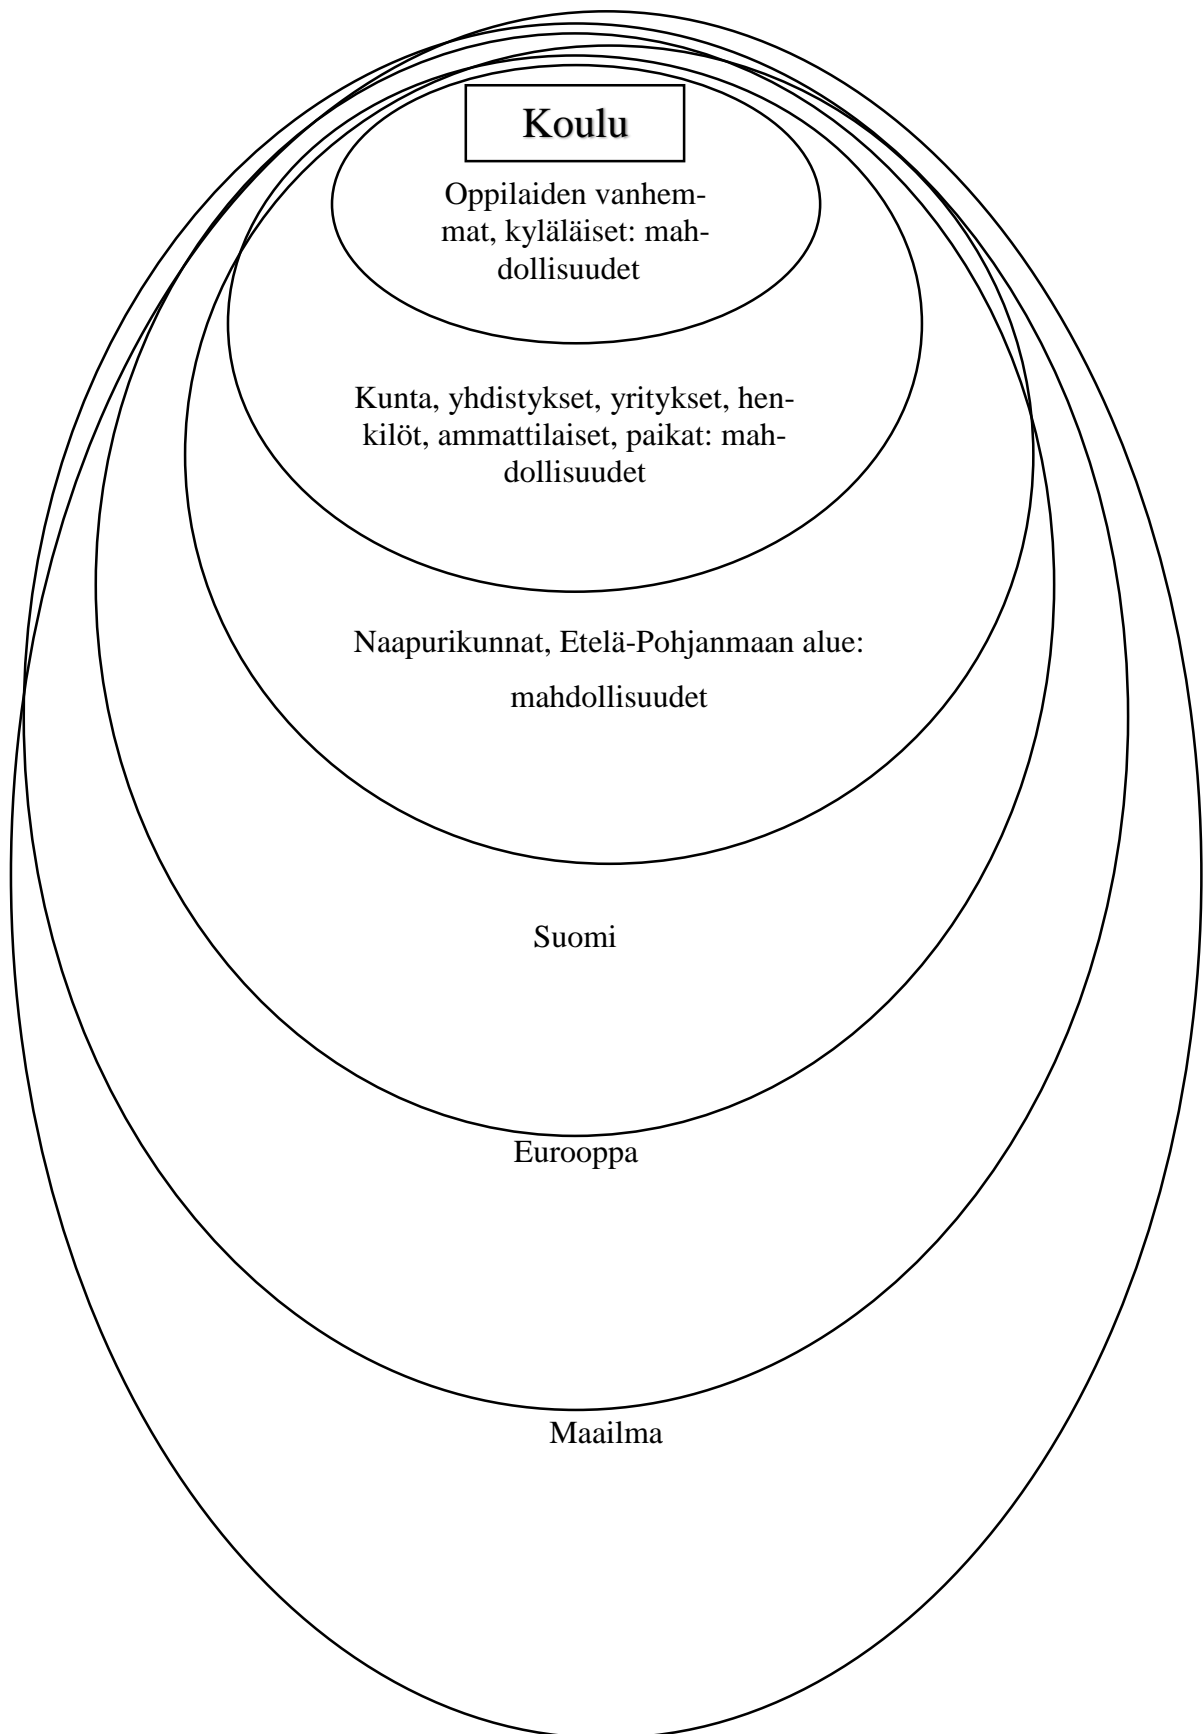 Koulu
Oppilaiden vanhem-
mat, kyläläiset: mah-
dollisuudet
Kunta, yhdistykset, yritykset, hen-
kilöt, ammattilaiset, paikat: mah-
dollisuudet
Naapurikunnat, Etelä-Pohjanmaan alue:
mahdollisuudet
Suomi
Eurooppa
Maailma